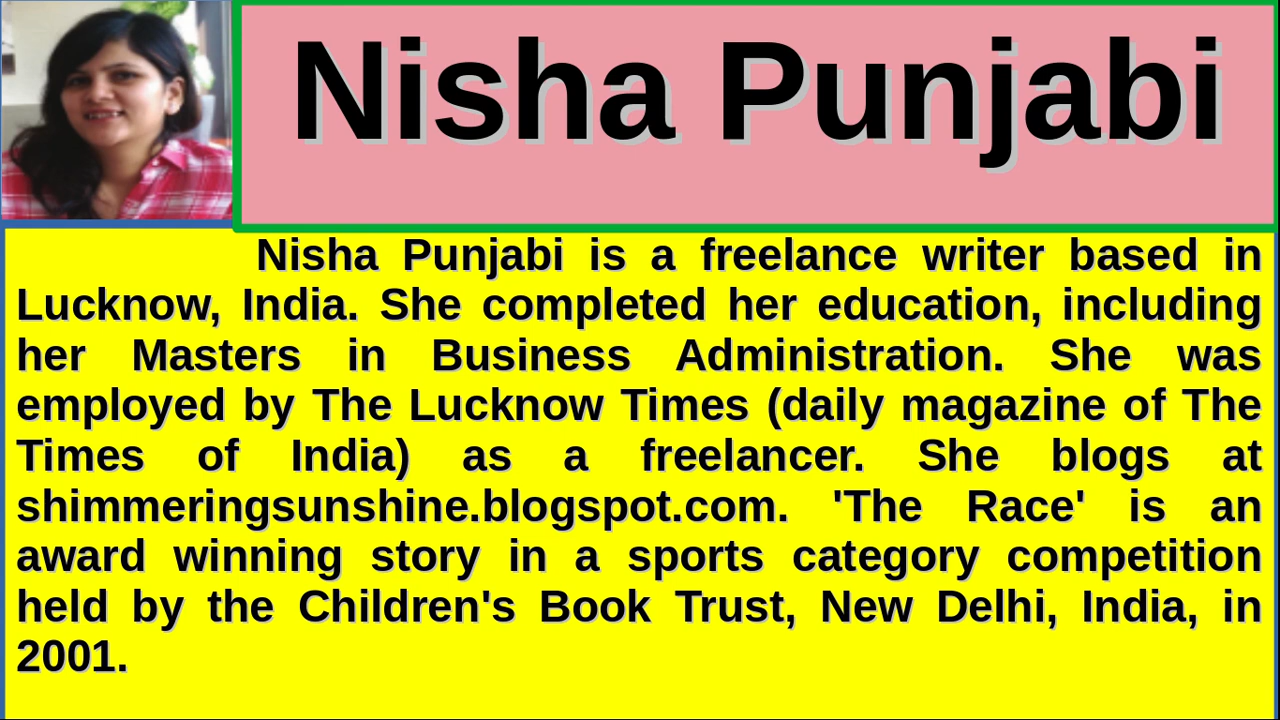 Nisha Punjabi
Nisha Punjabi is a freelance writer based in
Lucknow, India. She completed her education, including
her Masters in Business Administration. She was
employed by The Lucknow Times (daily magazine of The
Times of India) as a freelancer. She blogs at
shimmeringsunshine.blogspot.com. 'The Race' is an
award winning story in a sports category competition
held by the Children's Book Trust, New Delhi, India, in
2001.